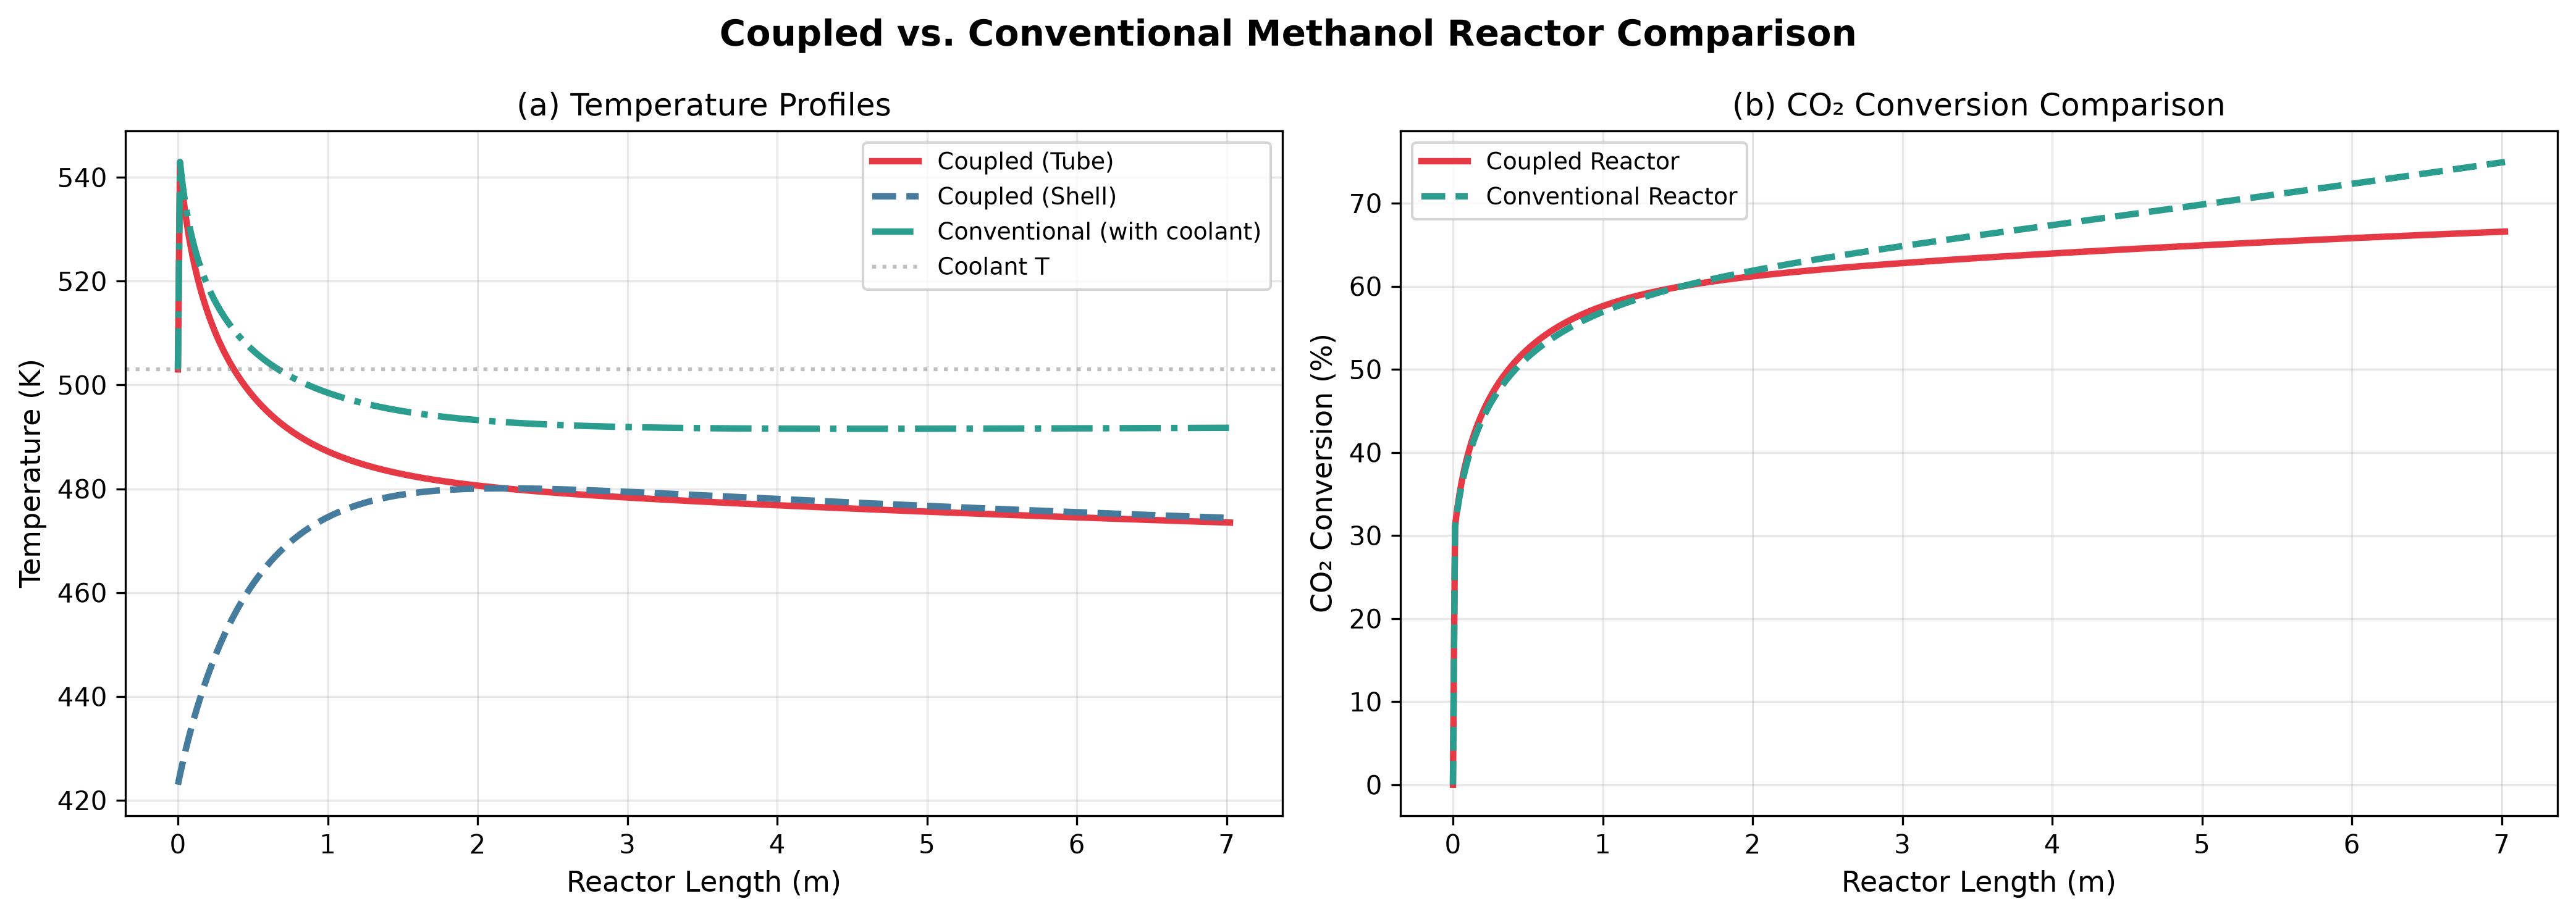 Coupled vs. Conventional Methanol Reactor Comparison
(a) Temperature Profiles
Temperature (K)
540
520
500
480
460
440
420
Coupled (Tube)
Coupled (Shell)
Conventional (with coolant)
Coolant T
0 1 2 3 4 5 6 7
Reactor Length (m)
(b) CO₂ Conversion Comparison
CO₂ Conversion (%)
70
60
50
40
30
20
10
0
Coupled Reactor
Conventional Reactor
0 1 2 3 4 5 6 7
Reactor Length (m)